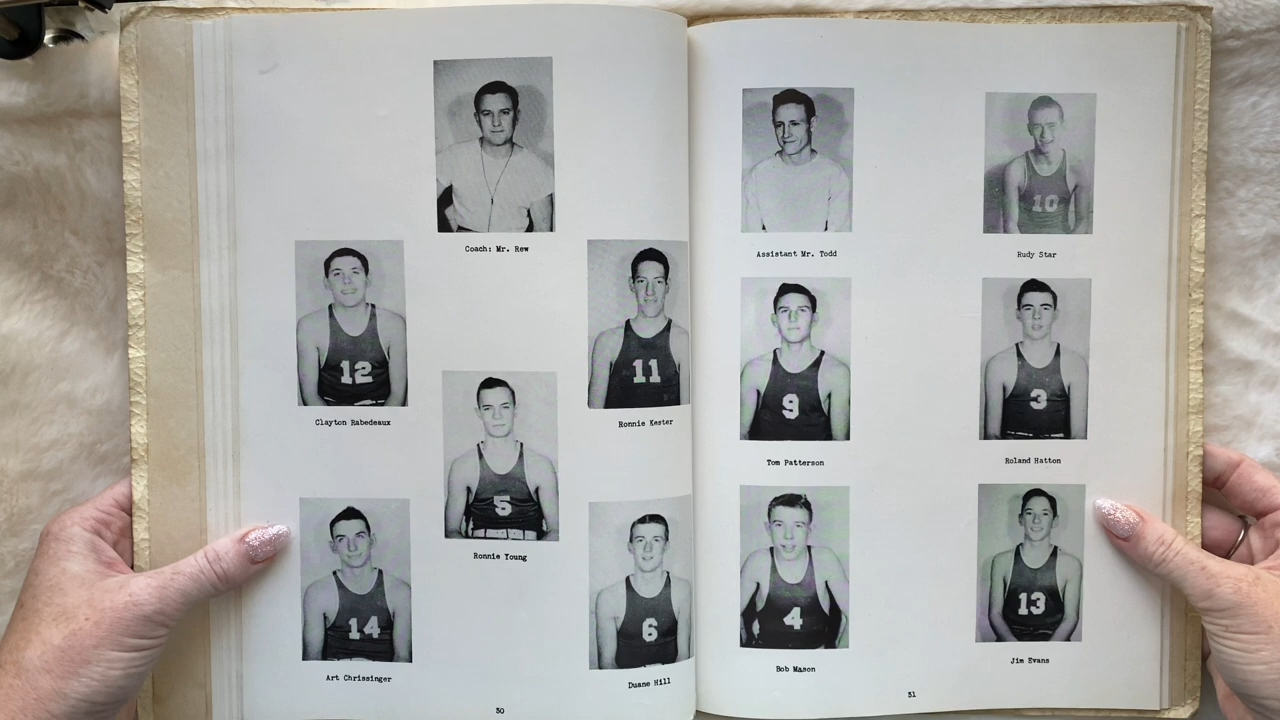 Coach: Mr. Rew
12
Clayton Rabedeaux
11
Ronnie Kester
5
Ronnie Young
14
Art Chrissinger
6
Duane Hill
30
Assistant Mr. Todd
10
Rudy Star
9
Tom Patterson
3
Roland Hatton
4
Bob Mason
13
Jim Evans
31